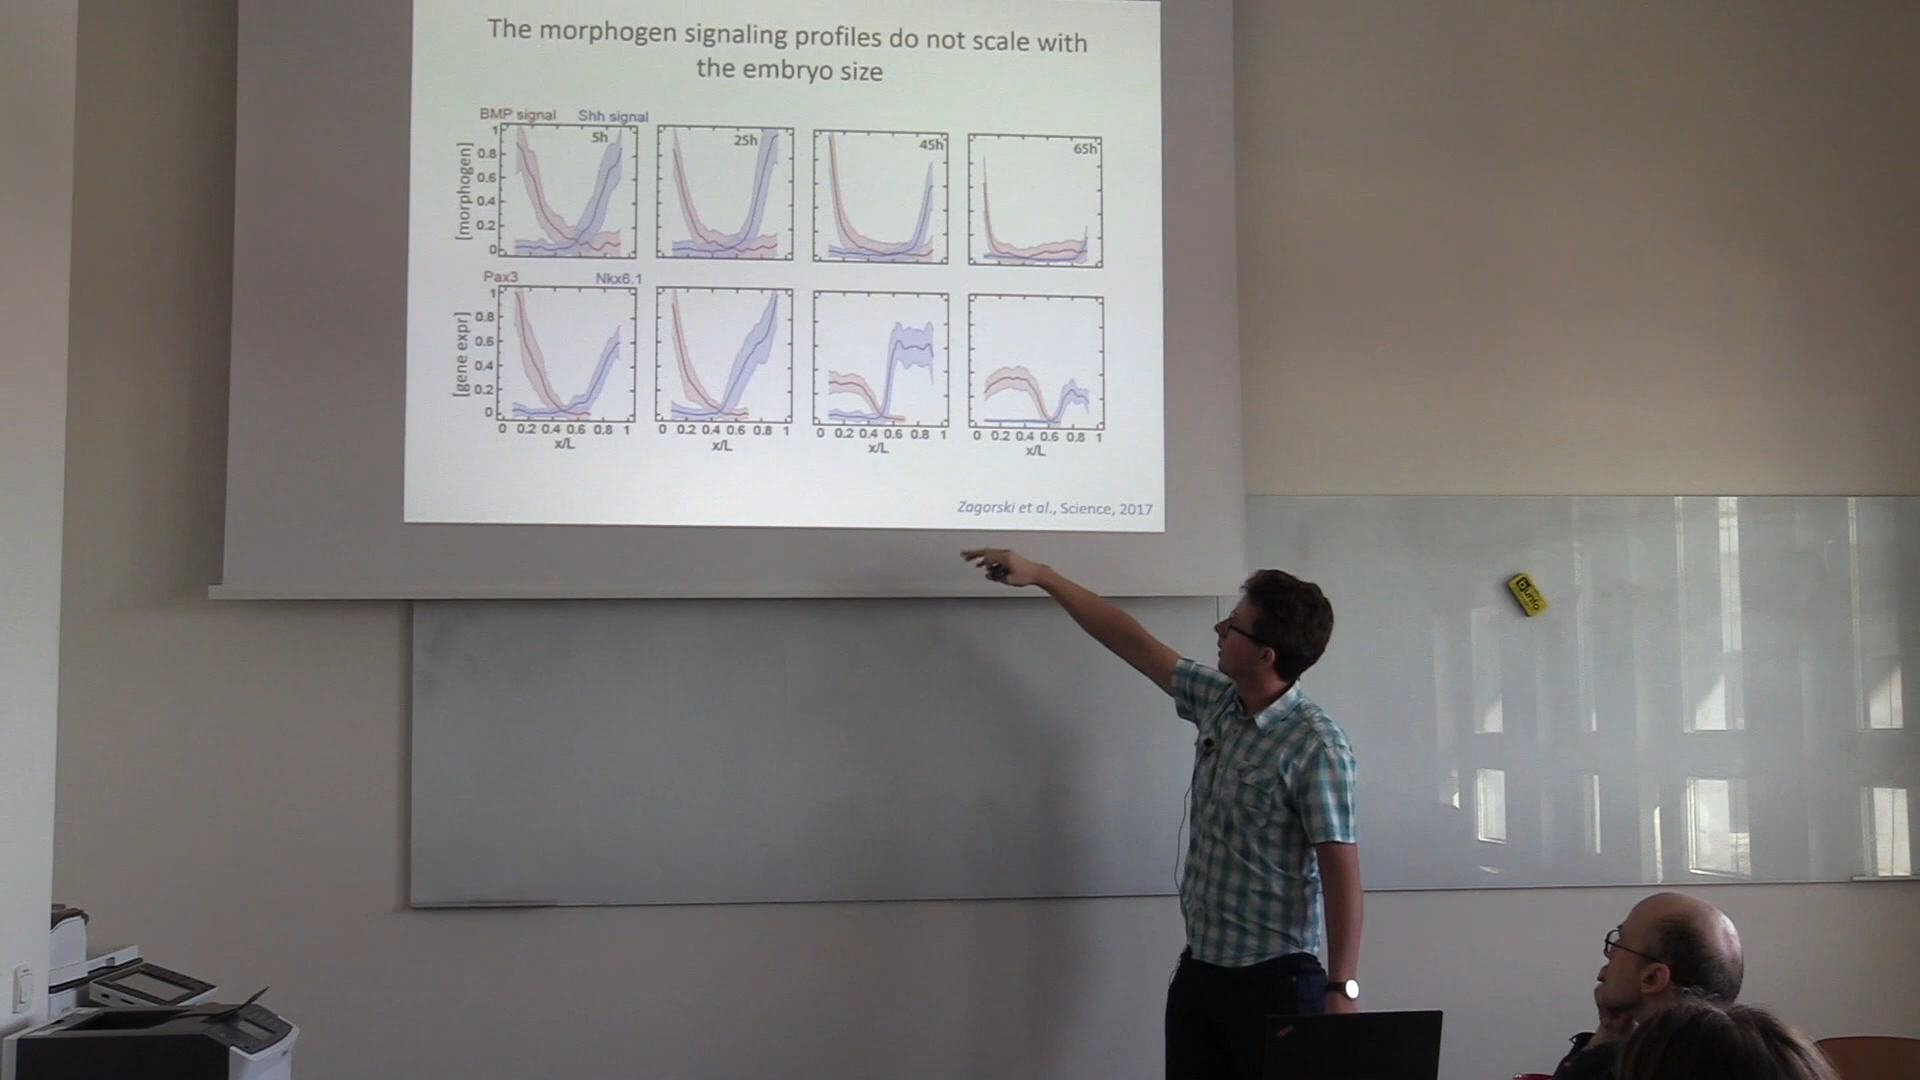 The morphogen signaling profiles do not scale with
the embryo size
BMP signal Shh signal
5h 25h 45h 65h
[morphogen]
1
0.8
0.6
0.4
0.2
0
Pax3 Nkx6.1
[gene expr]
1
0.8
0.6
0.4
0.2
0
0 0.2 0.4 0.6 0.8 1 0 0.2 0.4 0.6 0.8 1 0 0.2 0.4 0.6 0.8 1 0 0.2 0.4 0.6 0.8 1
x/L x/L x/L x/L
Zagorski et al., Science, 2017